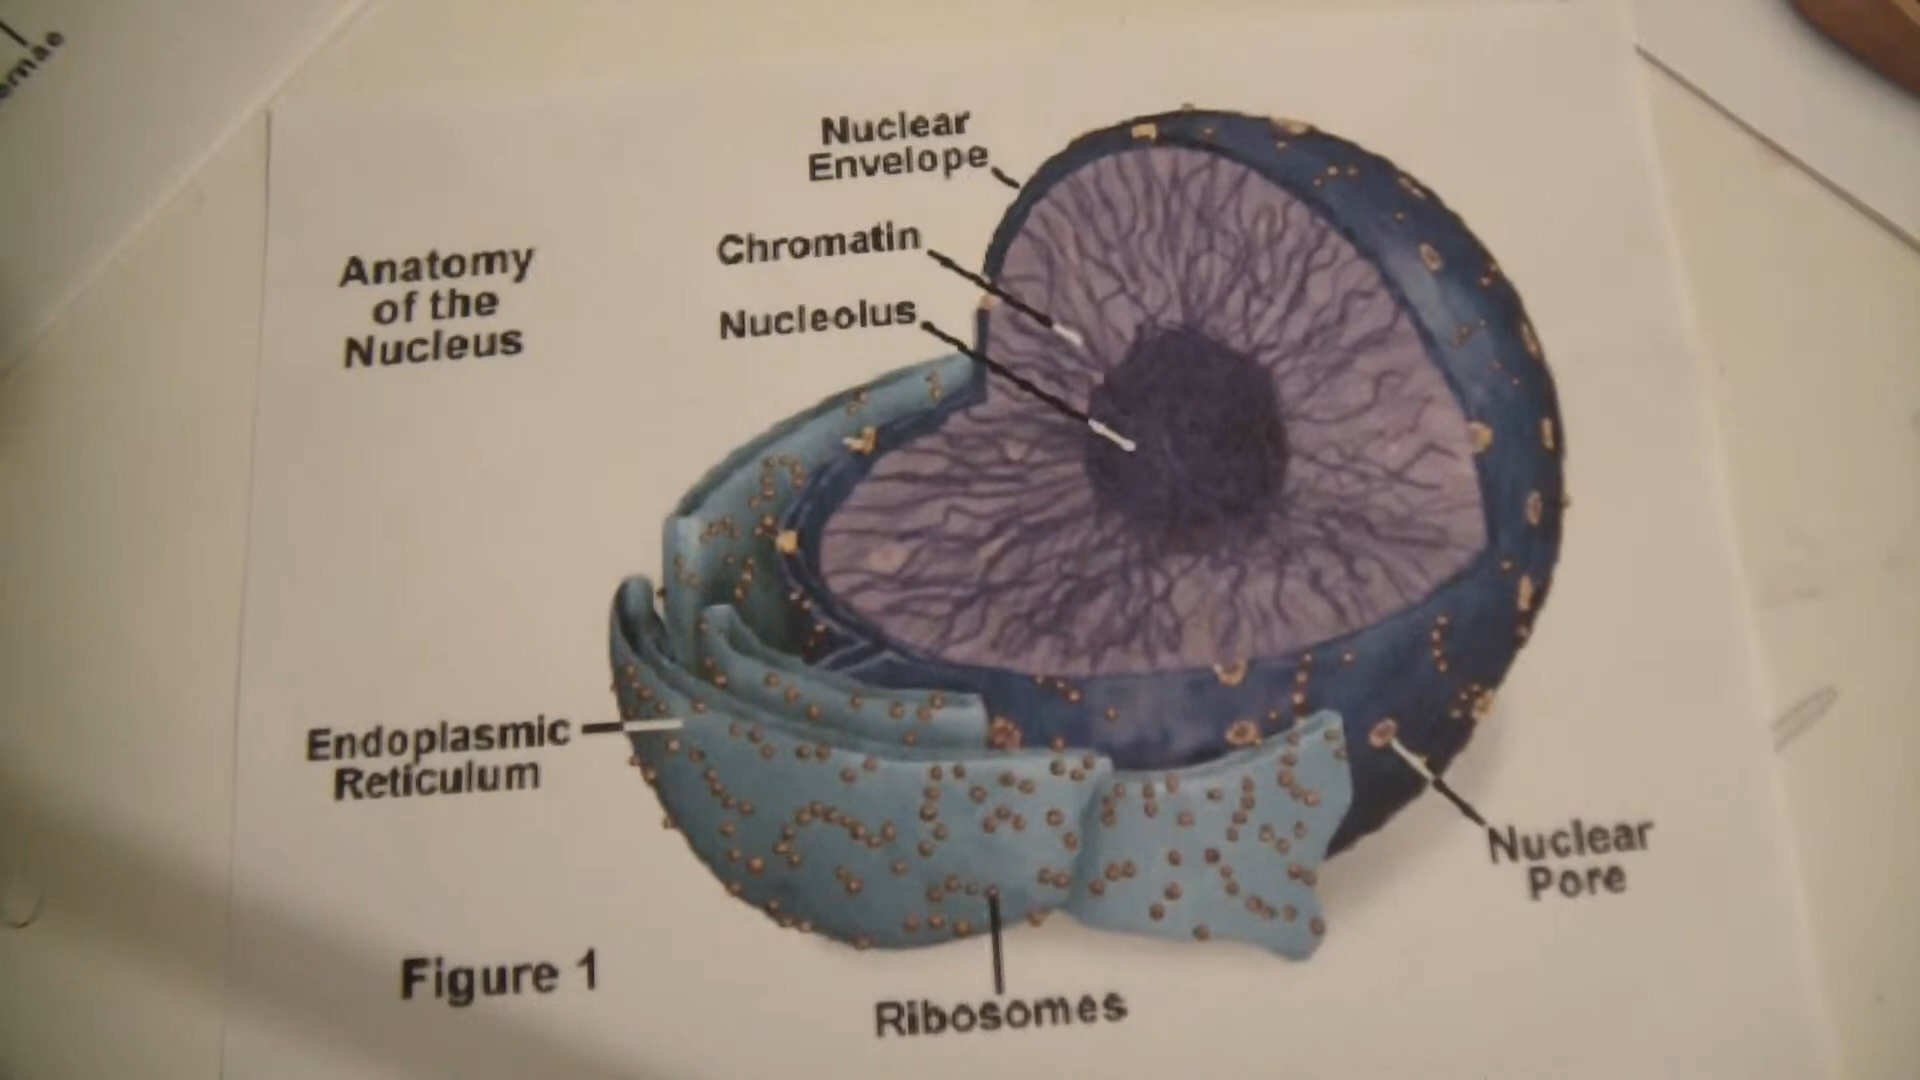 Nuclear
Envelope
Chromatin
Nucleolus
Anatomy
of the
Nucleus
Endoplasmic
Reticulum
Nuclear
Pore
Figure 1
Ribosomes